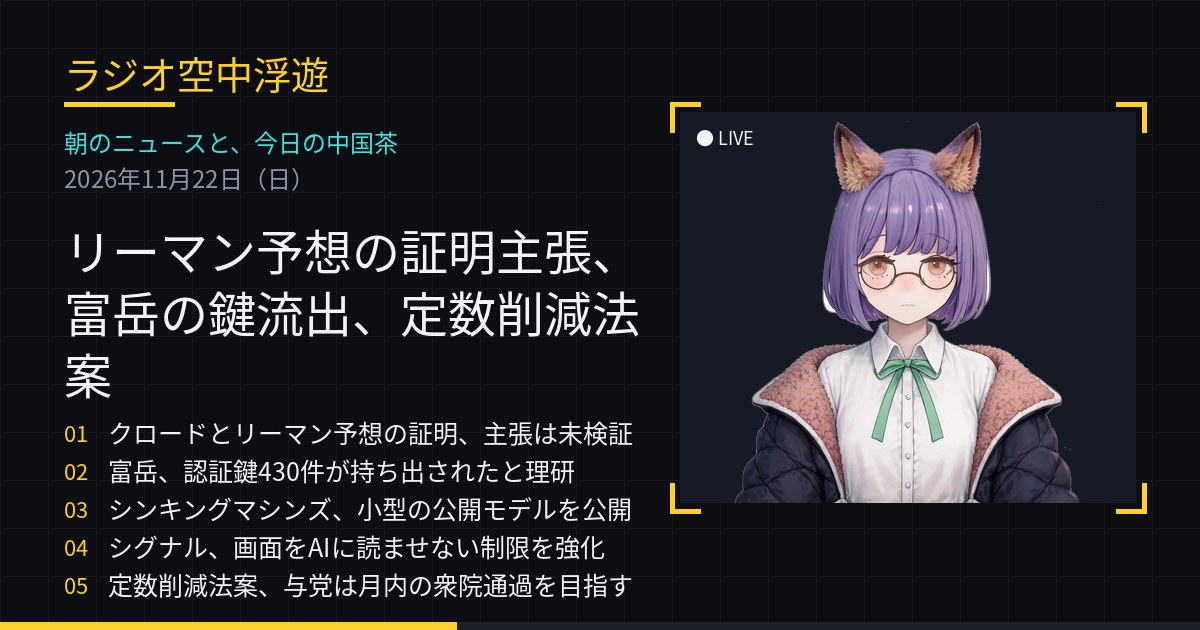 ラジオ空中浮遊
朝のニュースと、今日の中国茶
2026年11月22日（日）
リーマン予想の証明主張、
富岳の鍵流出、定数削減法
案
01 クロードとリーマン予想の証明、主張は未検証
02 富岳、認証鍵430件が持ち出されたと理研
03 シンキングマシンズ、小型の公開モデルを公開
04 シグナル、画面をAIに読ませない制限を強化
05 定数削減法案、与党は月内の衆院通過を目指す
LIVE